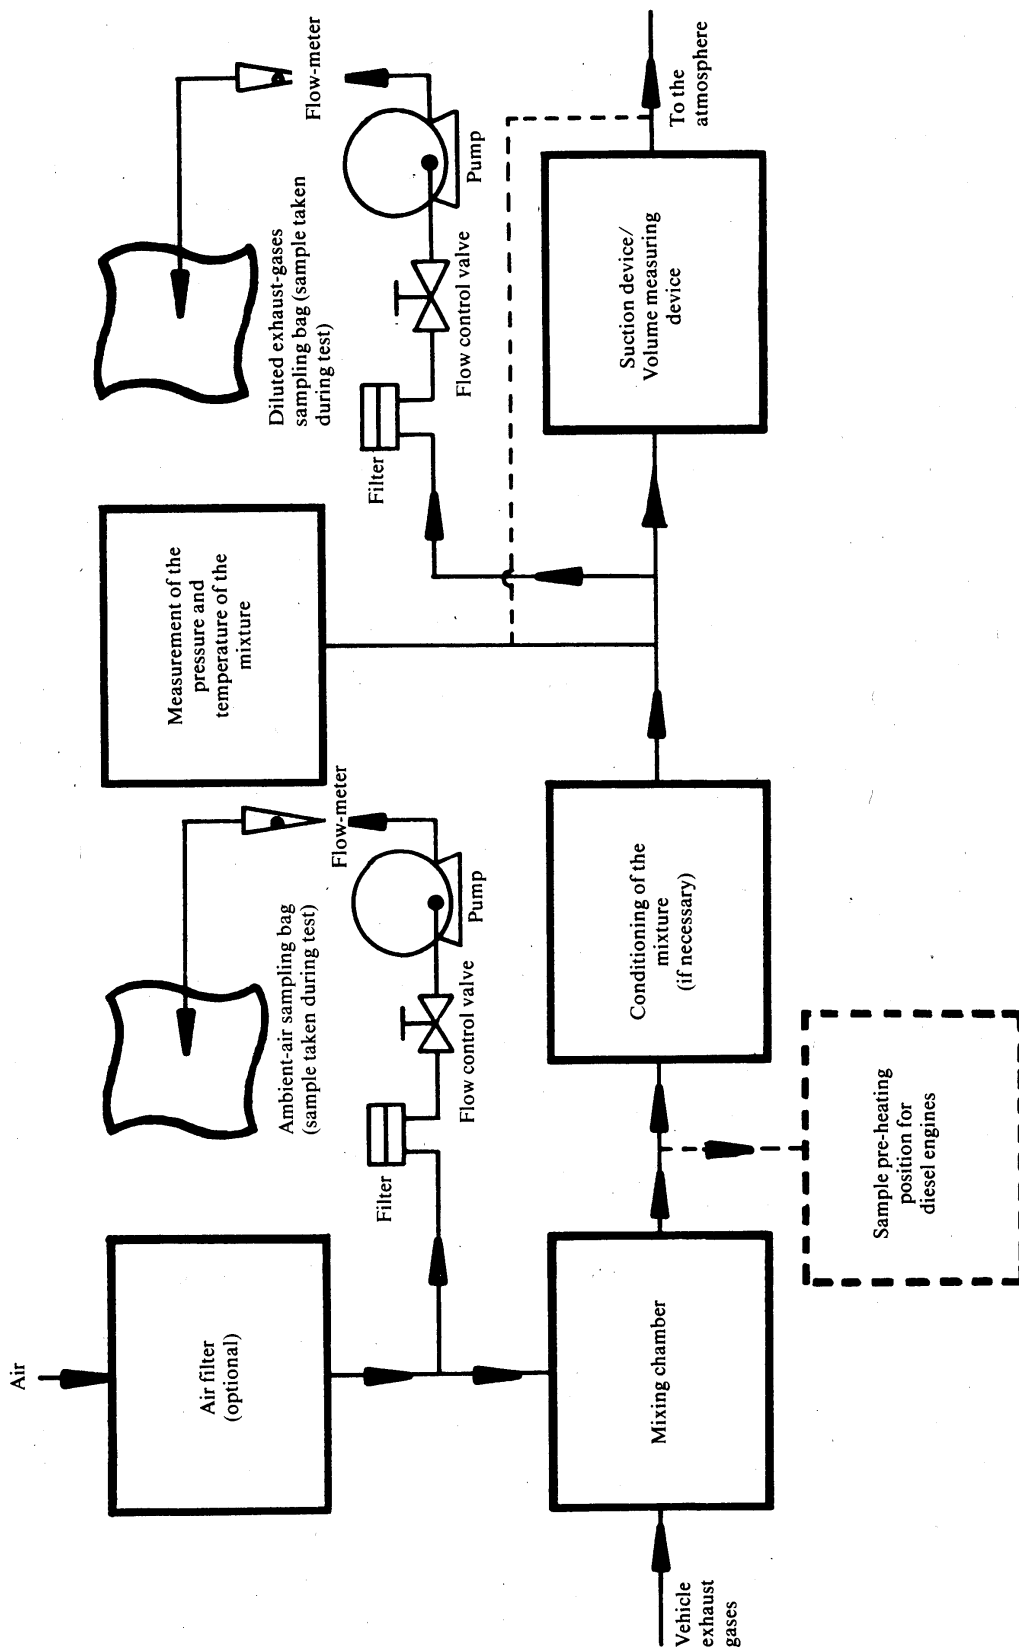 Air
Air filter
(optional)
Vehicle
exhaust
gases
Mixing chamber
Ambient-air sampling bag
(sample taken during test)
Flow-meter
Filter
Flow control valve
Pump
Sample pre-heating
position for
diesel engines
Conditioning of the
mixture
(if necessary)
Measurement of the
pressure and
temperature of the
mixture
Diluted exhaust-gases
sampling bag (sample taken
during test)
Flow-meter
Filter
Flow control valve
Pump
Suction device/
Volume measuring
device
To the
atmosphere